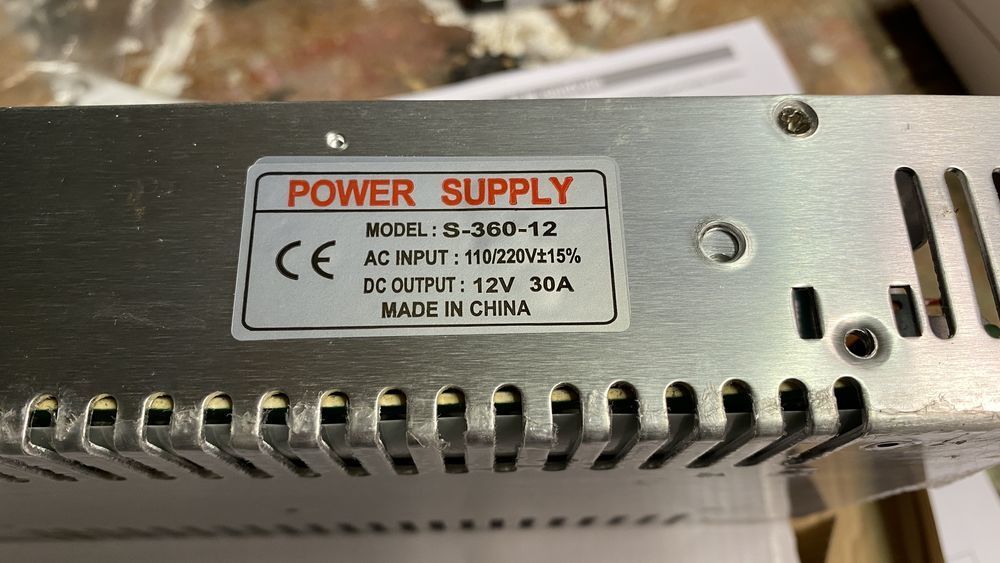 POWER SUPPLY
MODEL : S-360-12
CE
AC INPUT : 110/220V±15%
DC OUTPUT : 12V 30A
MADE IN CHINA